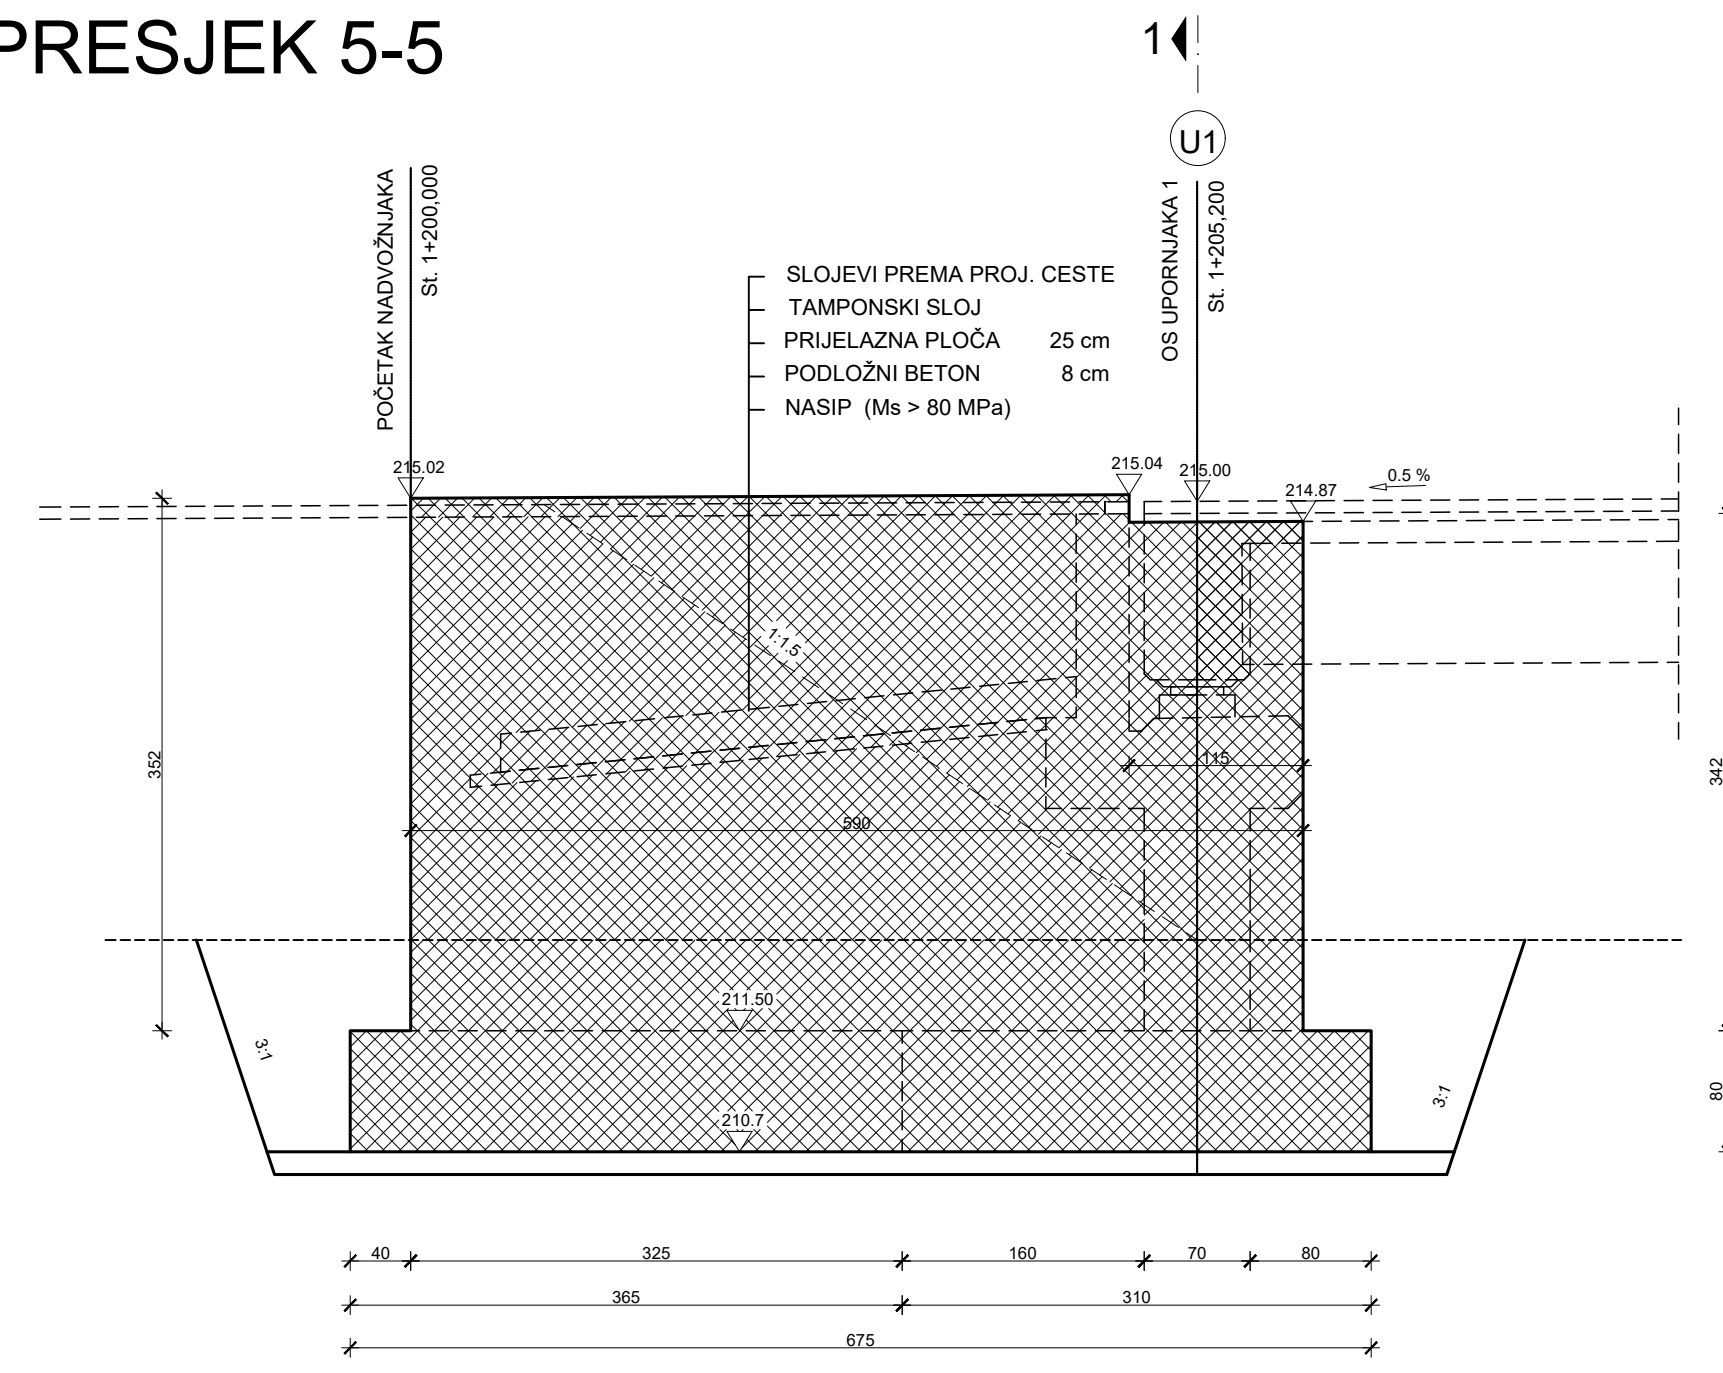 PRESJEK 5-5
1
U1
POČETAK NADVOŽNJAKA
St. 1+200,000
OS UPORNJAKA 1
St. 1+205,200
SLOJEVI PREMA PROJ. CESTE
TAMPONSKI SLOJ
PRIJELAZNA PLOČA 25 cm
PODLOŽNI BETON 8 cm
NASIP (Ms > 80 MPa)
215.02
215.04
215.00
214.87
0.5 %
1:1.5
352
115
342
590
211.50
3:1
3:1
80
210.7
40
325
160
70
80
365
310
675